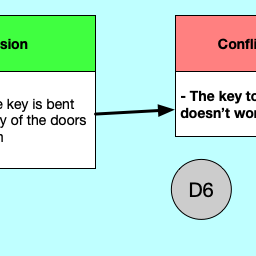 sion
Confli
e key is bent
y of the doors
n
- The key to
doesn't wor
D6